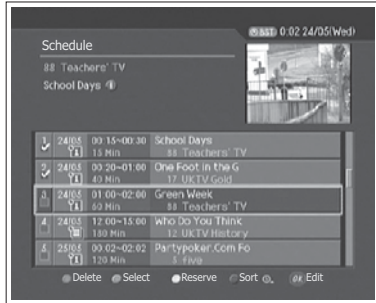 0:02 24/05(Wed)
Schedule
88 Teachers' TV
School Days
1 24/05 00:15~00:30 School Days
15 Min 88 Teachers' TV
2 24/05 00:20~01:00 One Foot in the G
40 Min 17 UKTV Gold
3 24/05 01:00~02:00 Green Week
60 Min 88 Teachers' TV
4 24/05 12:00~15:00 Who Do You Think
180 Min 12 UKTV History
5 25/05 00:02~02:02 Partypoker.Com Fo
120 Min 5 five
Delete Select Reserve Sort OK Edit